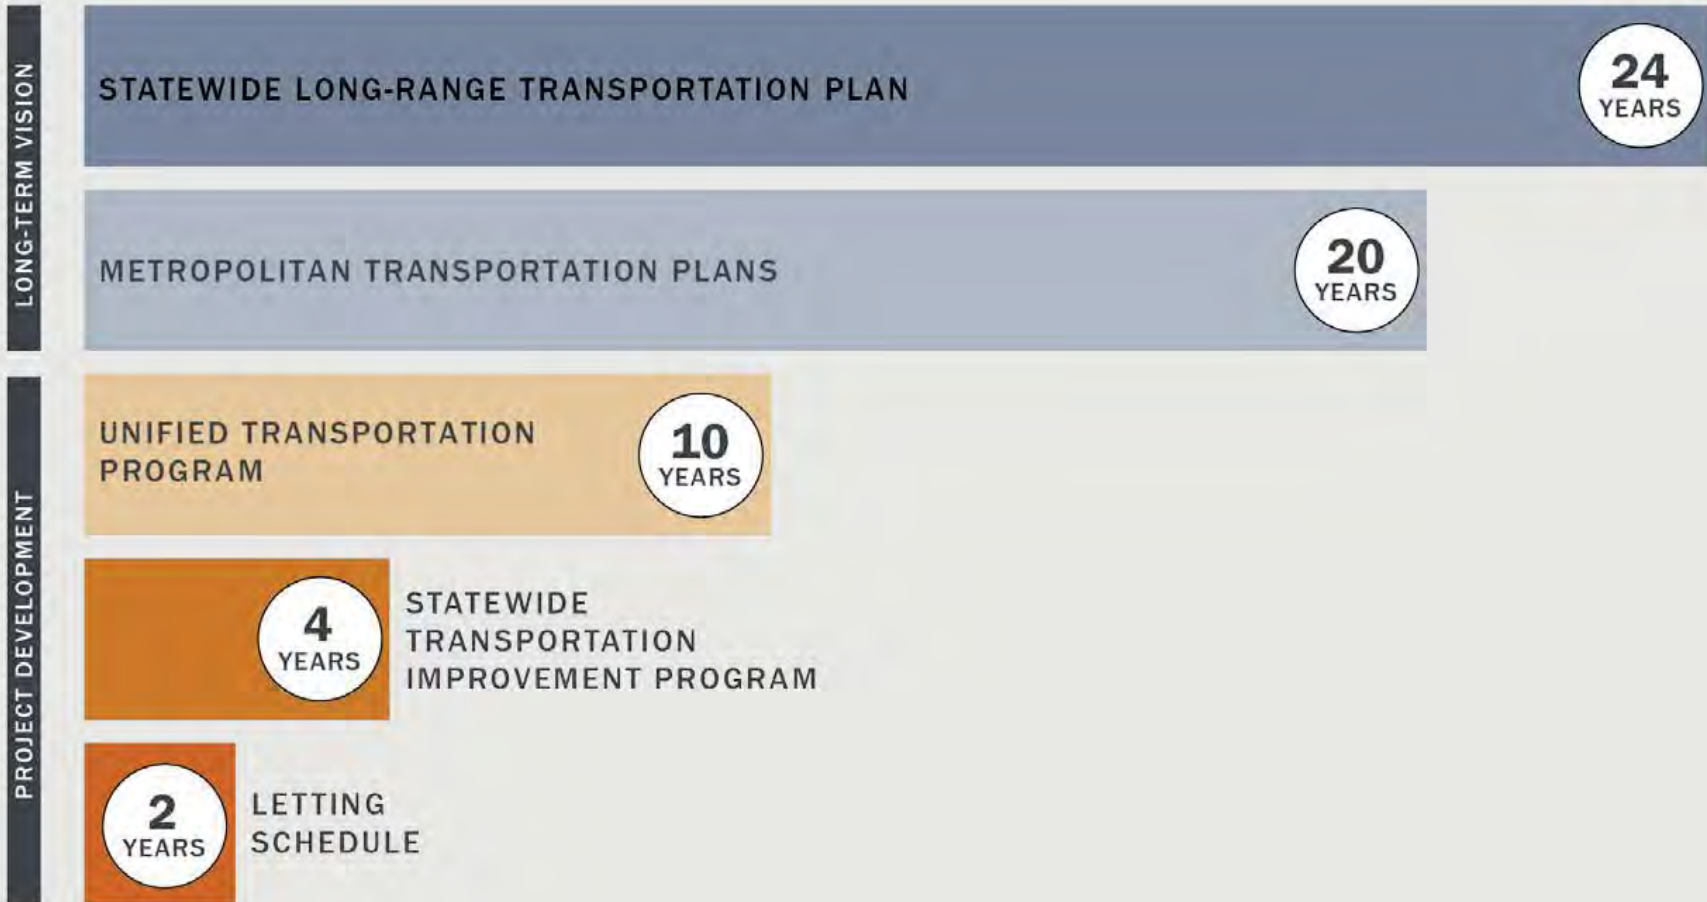 LONG-TERM VISION
STATEWIDE LONG-RANGE TRANSPORTATION PLAN
24
YEARS
METROPOLITAN TRANSPORTATION PLANS
20
YEARS
PROJECT DEVELOPMENT
UNIFIED TRANSPORTATION
PROGRAM
10
YEARS
4
YEARS
STATEWIDE
TRANSPORTATION
IMPROVEMENT PROGRAM
2
YEARS
LETTING
SCHEDULE